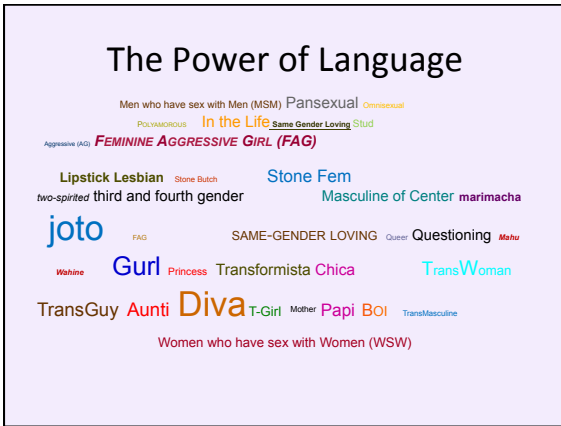 The Power of Language
Men who have sex with Men (MSM) Pansexual Omnisexual
POLYAMOROUS In the Life Same Gender Loving Stud
Aggressive (AG) FEMININE AGGRESSIVE GIRL (FAG)
Lipstick Lesbian Stone Butch Stone Fem
two-spirited third and fourth gender Masculine of Center marimacha
joto FAG SAME-GENDER LOVING Queer Questioning Mahu
Wahine Gurl Princess Transformista Chica TransWoman
TransGuy Aunti Diva T-Girl Mother Papi BOI TransMasculine
Women who have sex with Women (WSW)